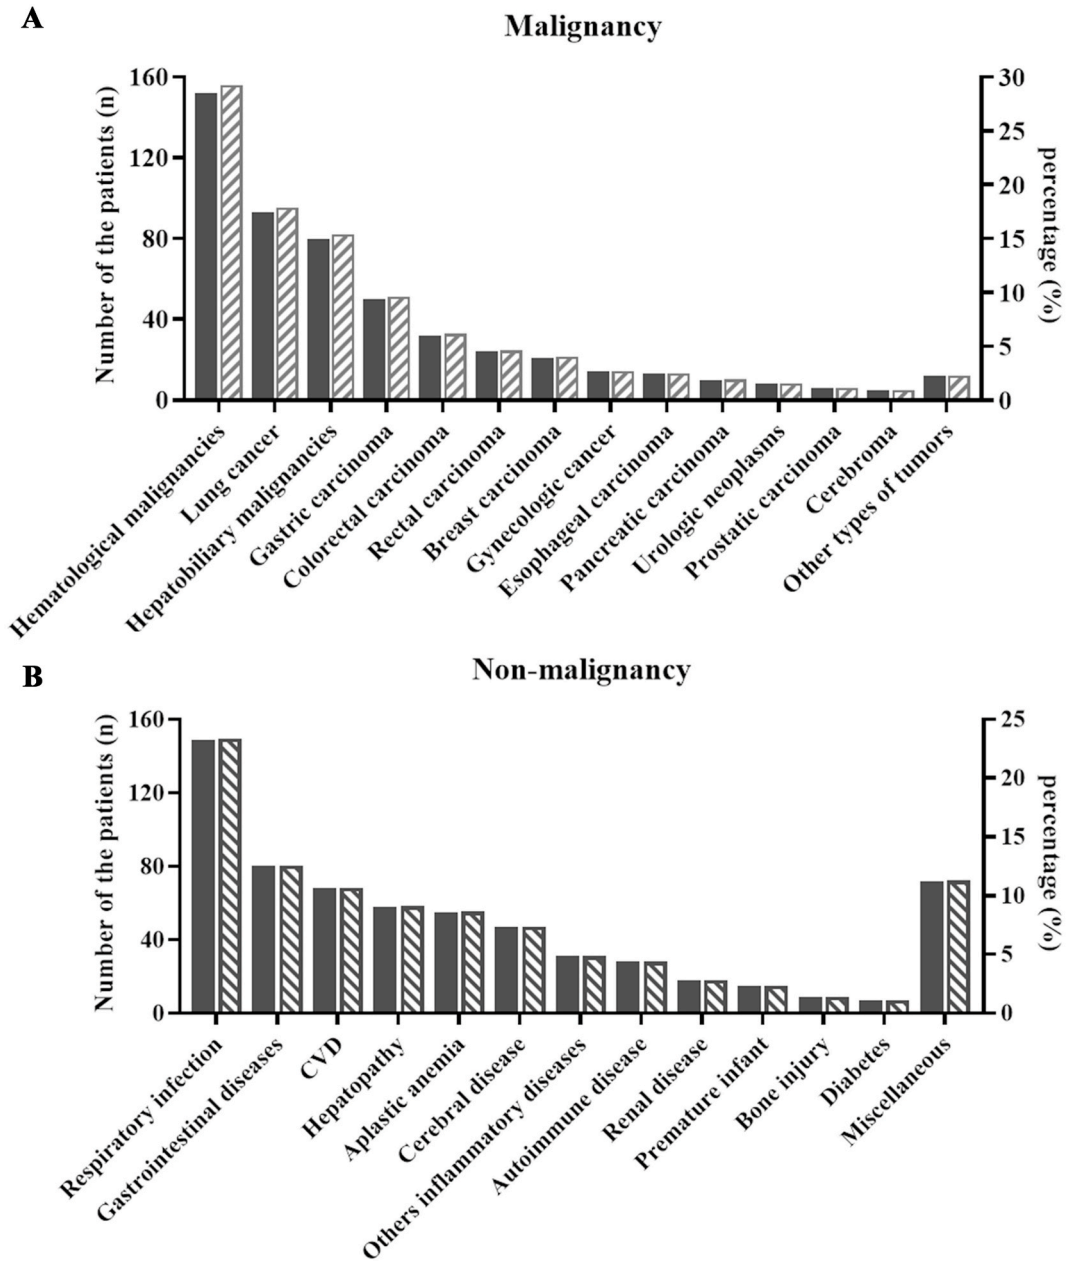 A
Malignancy
Number of the patients (n)
160
120
80
40
0
30
25
20
15
10
5
0
percentage (%)
Hematological malignancies
Lung cancer
Hepatobiliary malignancies
Gastric carcinoma
Colorectal carcinoma
Rectal carcinoma
Breast carcinoma
Gynecologic cancer
Esophageal carcinoma
Pancreatic carcinoma
Urologic neoplasms
Prostatic carcinoma
Cerebroma
Other types of tumors
B
Non-malignancy
Number of the patients (n)
160
120
80
40
0
25
20
15
10
5
0
percentage (%)
Respiratory infection
Gastrointestinal diseases
CVD
Hepatopathy
Aplastic anemia
Cerebral disease
Others inflammatory diseases
Autoimmune disease
Renal disease
Premature infant
Bone injury
Diabetes
Miscellaneous